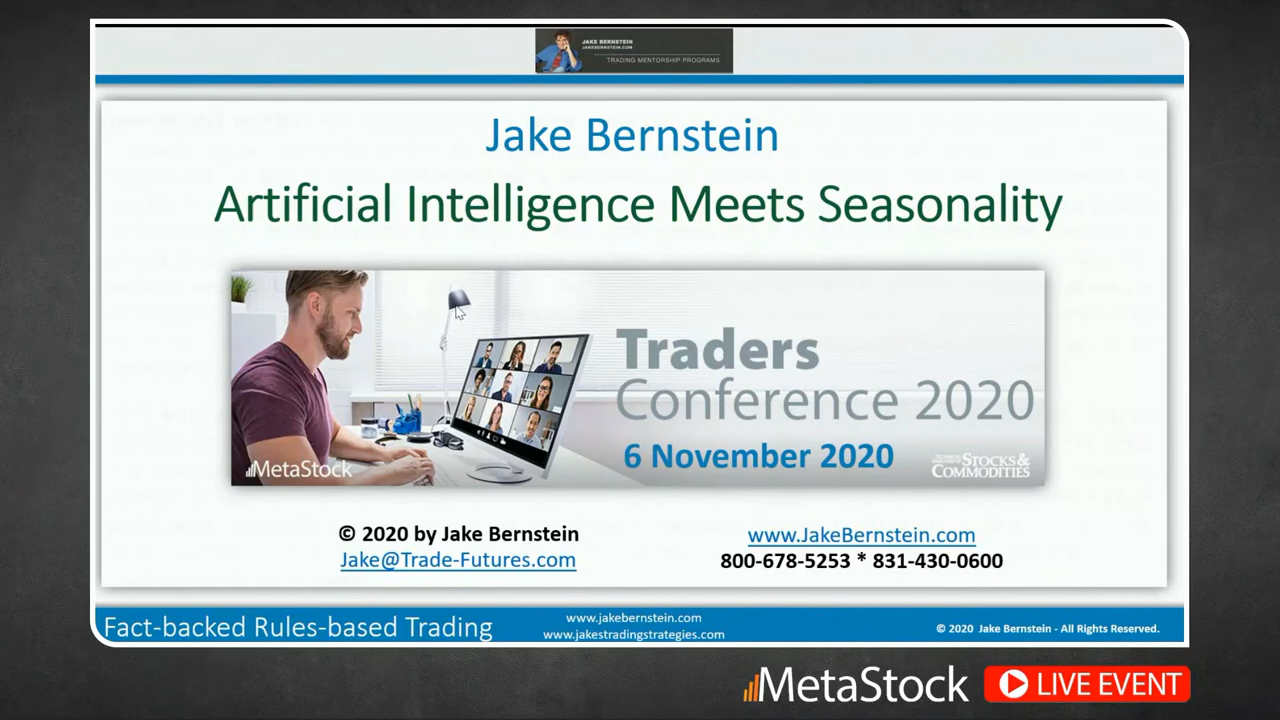 JAKE BERNSTEIN
JAKEBERNSTEIN.COM
TRADING MENTORSHIP PROGRAMS
Jake Bernstein
Artificial Intelligence Meets Seasonality
Traders
Conference 2020
6 November 2020
MetaStock
STOCKS &
COMMODITIES
© 2020 by Jake Bernstein
Jake@Trade-Futures.com
www.JakeBernstein.com
800-678-5253 * 831-430-0600
Fact-backed Rules-based Trading
www.jakebernstein.com
www.jakestradingstrategies.com
© 2020 Jake Bernstein - All Rights Reserved.
MetaStock
LIVE EVENT